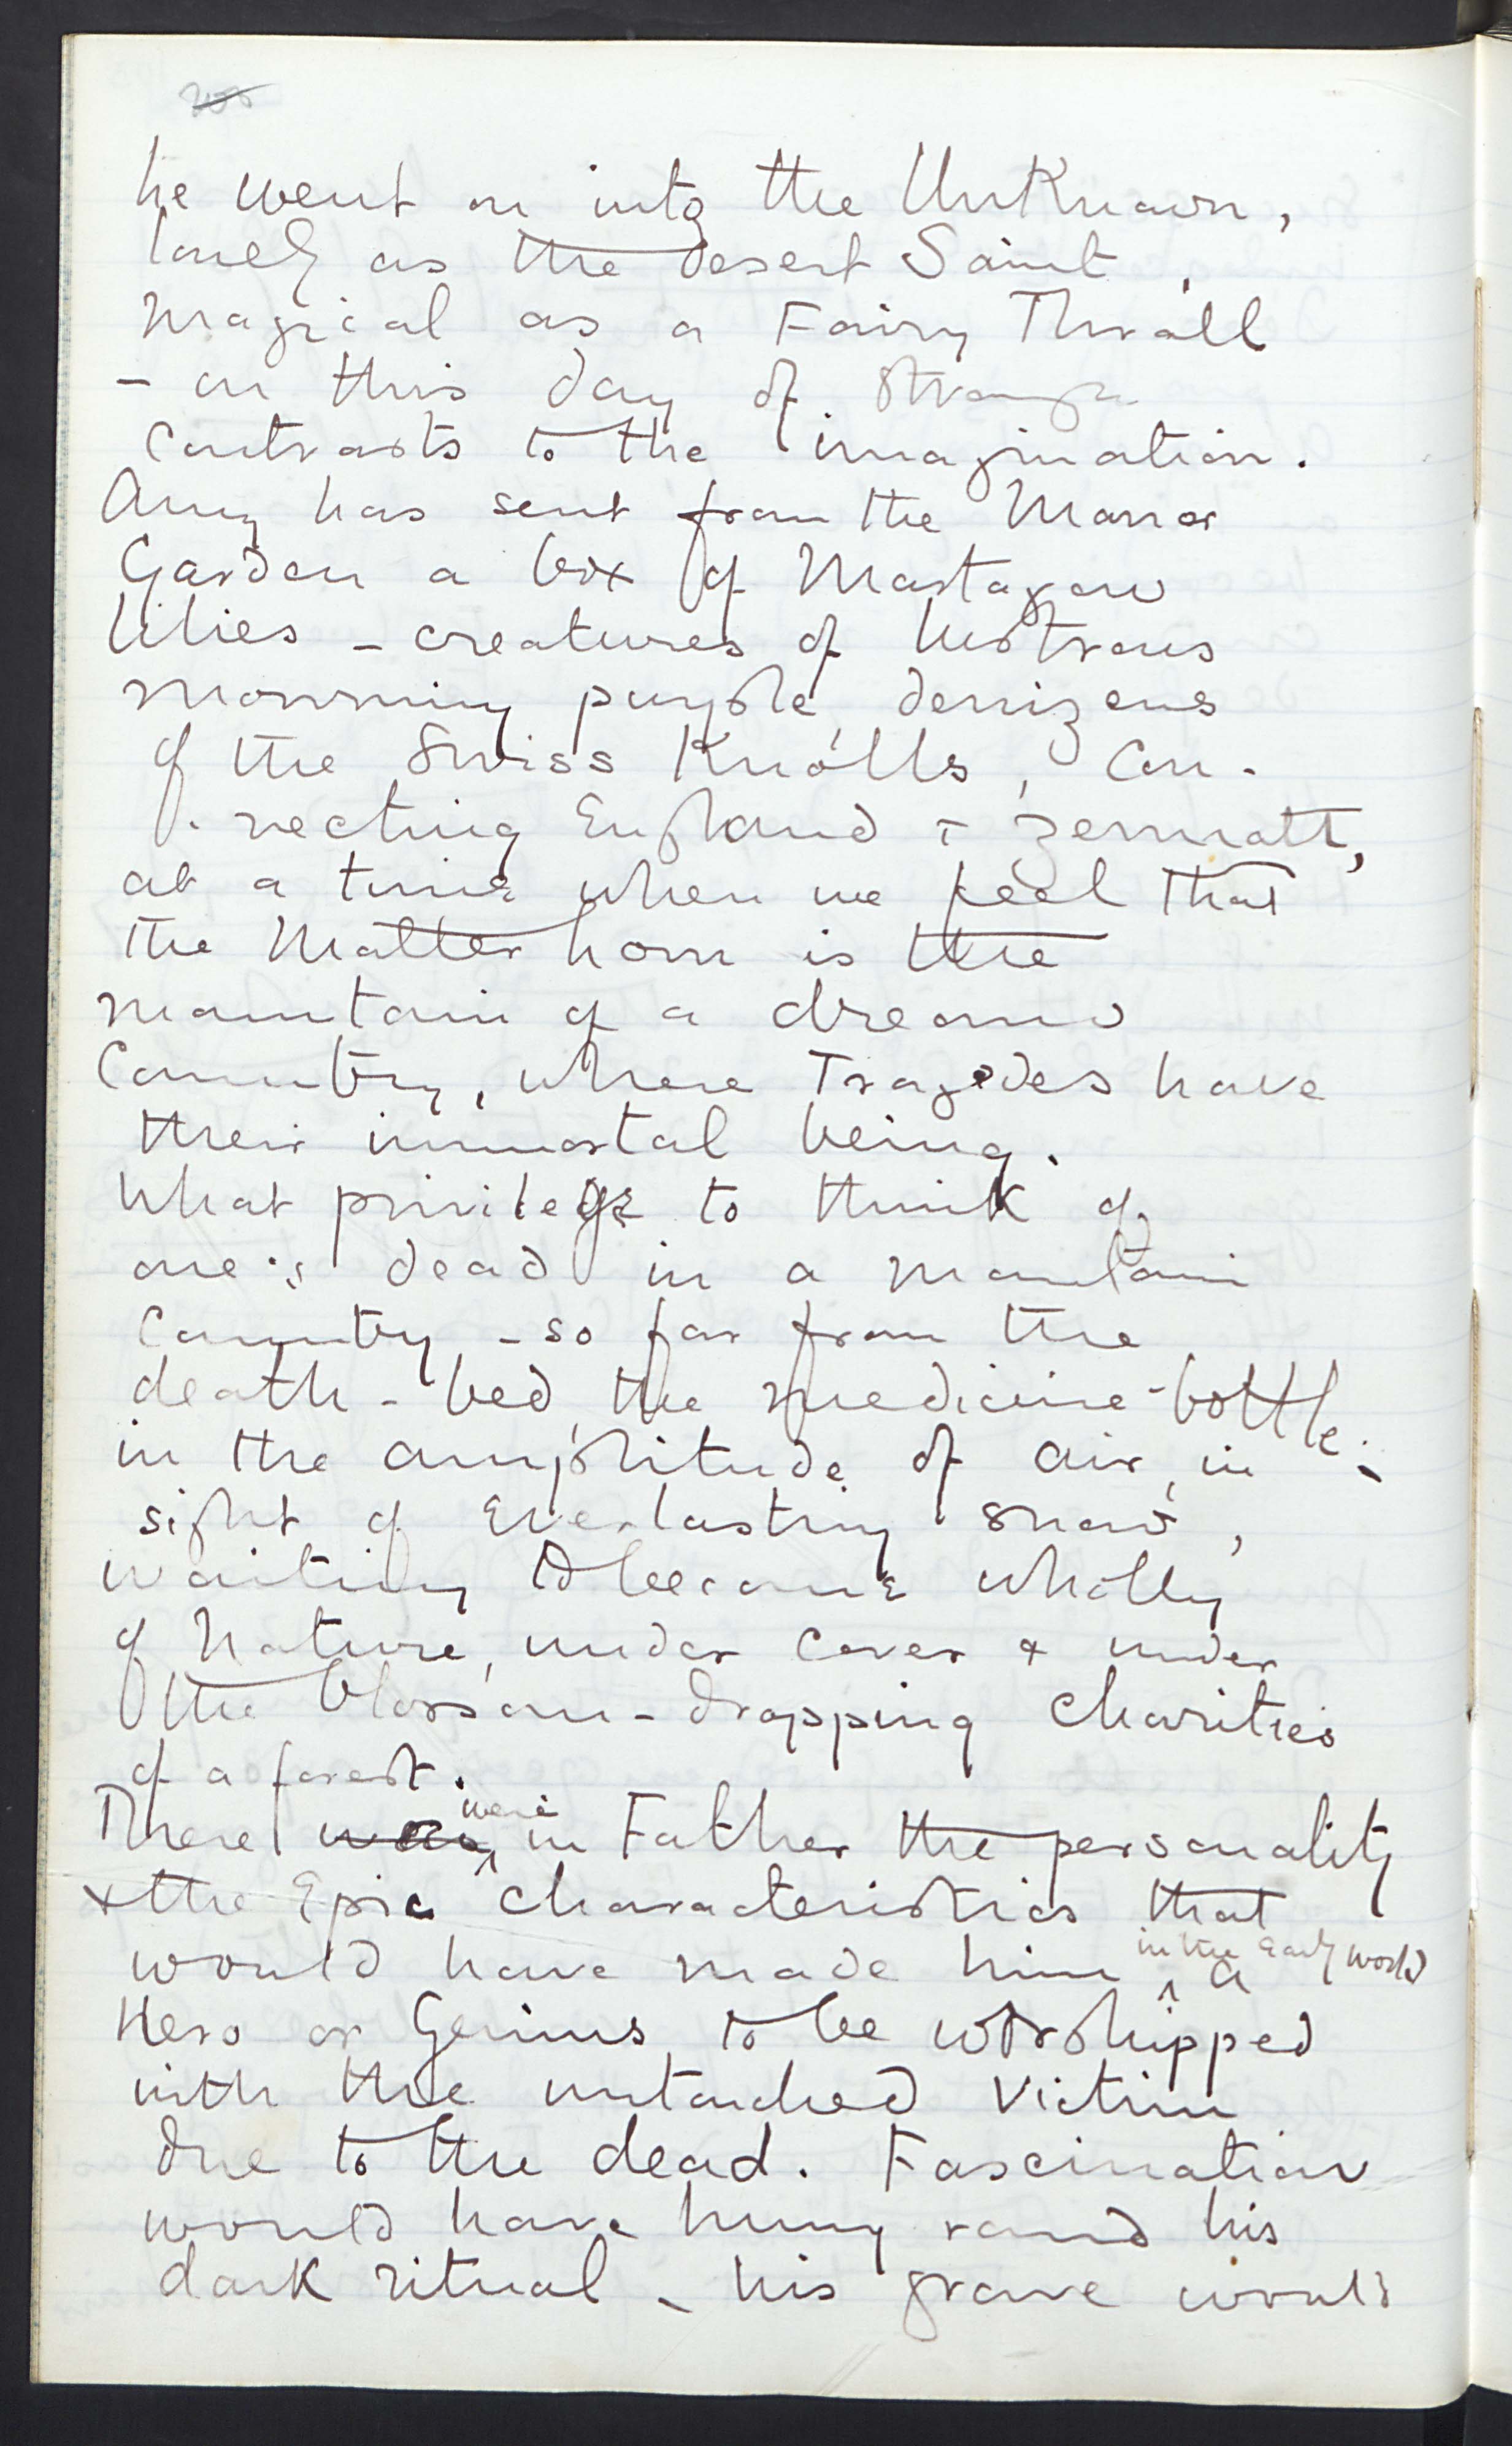 he went on into the Unknown,
lonely as the desert Saint,
magical as a Fairy Thrall
– on this day of strange
contrasts to the imagination.
Amy has sent from the Manor
Garden a box of Martagon
lilies – creatures of lustrous
mourning purple, denizens
of the Swiss Knolls, con-
-necting England & Zermatt,
at a time when we feel that
the Matterhorn is the
mountain of a dream
Country, where Tragedes have
their immortal being.
What privilege to think of
one's dead in a mountain
Country – so far from the
death-bed, the medicine-bottle:
in the amplitude of air, in
sight of Everlasting snow,
waiting to become wholly
of Nature, under cover & under
the blossom-dropping charities
of a forest.
There was were in Father the personality
& the Epic characteristics that
would have made him in the Early World a
Hero or Genius to be worshipped
with the untouched Victim
due to the dead. Fascination
would have hung round his
dark ritual – his grave would